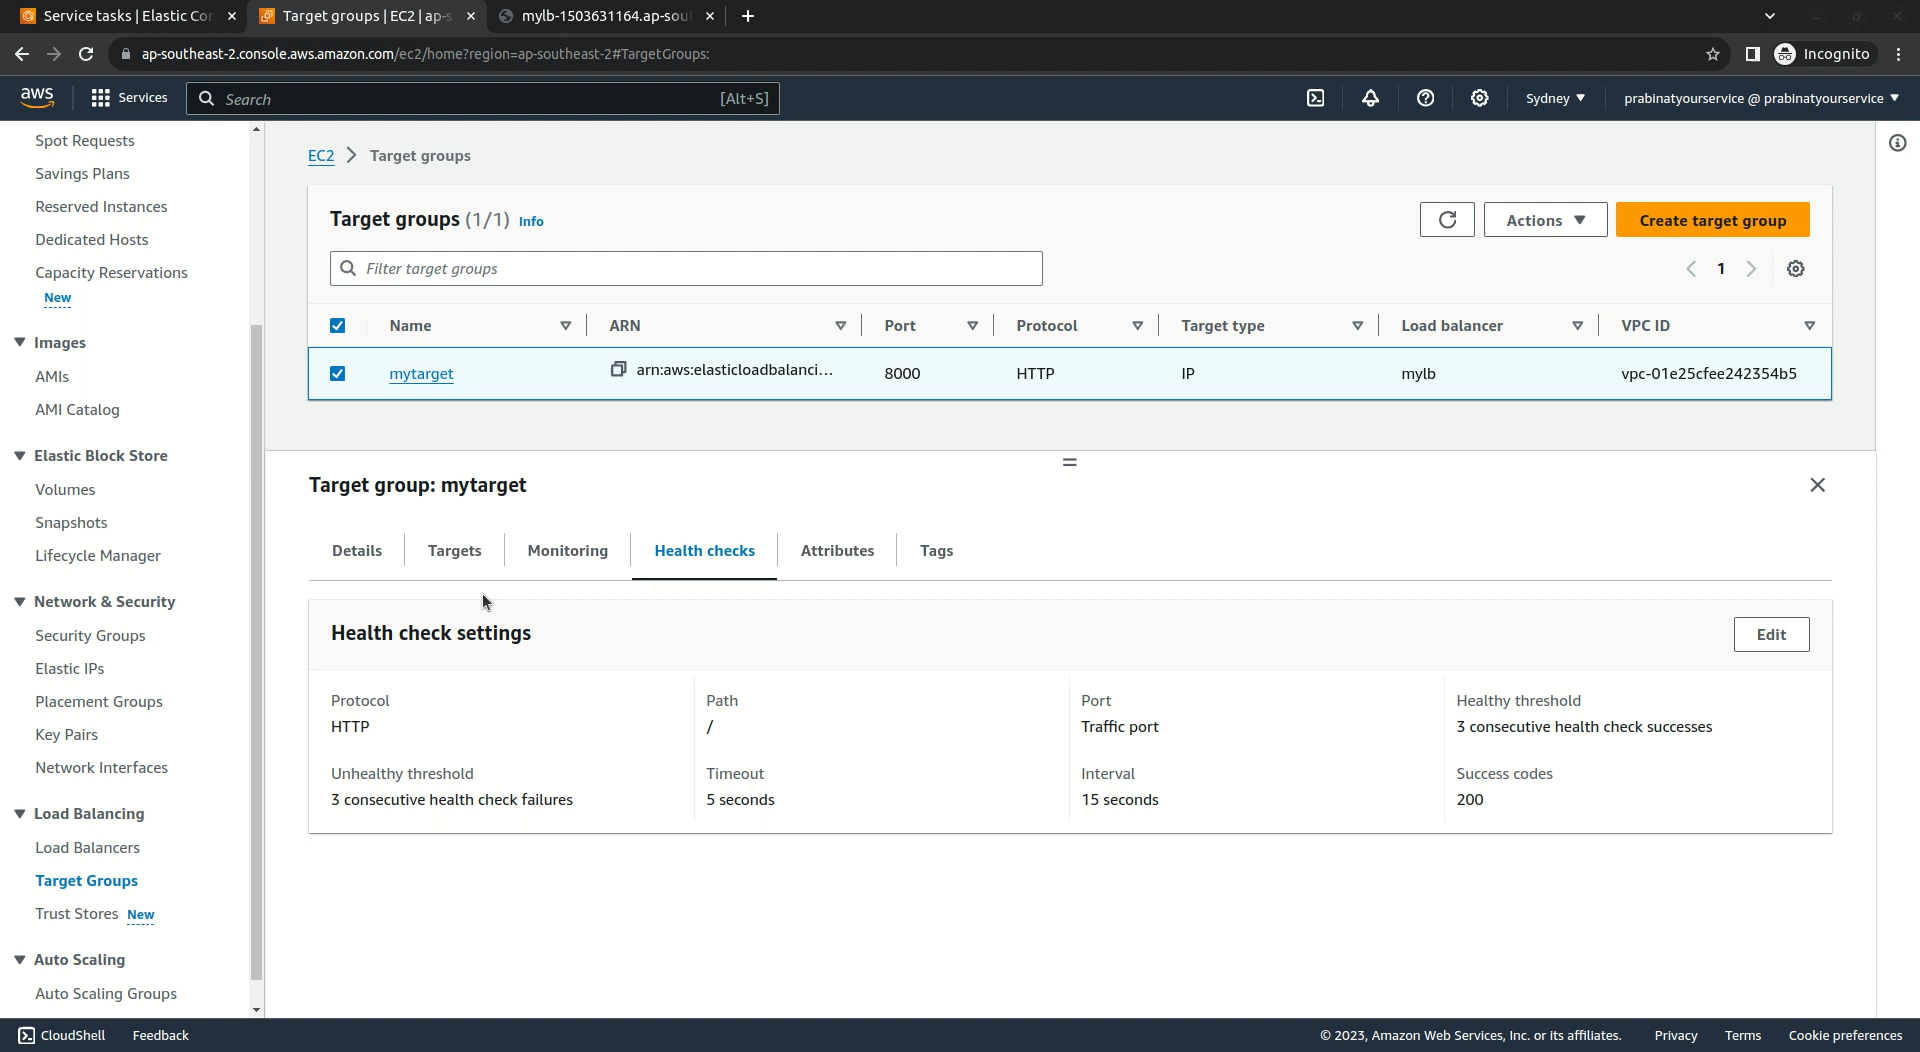 Service tasks | Elastic Con
Target groups | EC2 | ap-s
mylb-1503631164.ap-sout
ap-southeast-2.console.aws.amazon.com/ec2/home?region=ap-southeast-2#TargetGroups:
Incognito
aws
Services
Search
[Alt+S]
Sydney
prabinatyourservice @ prabinatyourservice
Spot Requests
Savings Plans
Reserved Instances
Dedicated Hosts
Capacity Reservations
New
Images
AMIs
AMI Catalog
Elastic Block Store
Volumes
Snapshots
Lifecycle Manager
Network & Security
Security Groups
Elastic IPs
Placement Groups
Key Pairs
Network Interfaces
Load Balancing
Load Balancers
Target Groups
Trust Stores New
Auto Scaling
Auto Scaling Groups
EC2 > Target groups
Target groups (1/1) Info
Actions
Create target group
Filter target groups
1
Name ARN Port Protocol Target type Load balancer VPC ID
mytarget arn:aws:elasticloadbalanci... 8000 HTTP IP mylb vpc-01e25cfee242354b5
Target group: mytarget
Details Targets Monitoring Health checks Attributes Tags
Health check settings
Edit
Protocol
HTTP
Path
/
Port
Traffic port
Healthy threshold
3 consecutive health check successes
Unhealthy threshold
3 consecutive health check failures
Timeout
5 seconds
Interval
15 seconds
Success codes
200
CloudShell Feedback
© 2023, Amazon Web Services, Inc. or its affiliates. Privacy Terms Cookie preferences